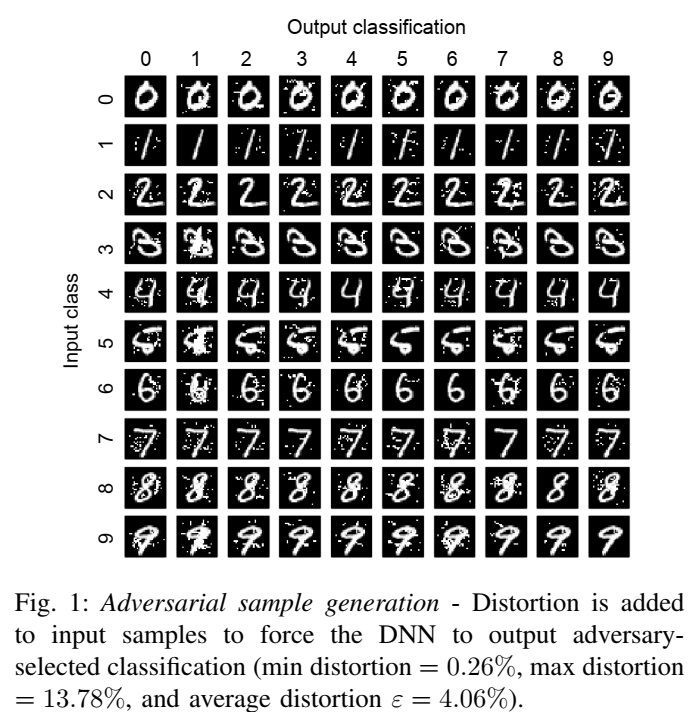 Output classification
0 1 2 3 4 5 6 7 8 9
Input class
0
1
2
3
4
5
6
7
8
9
Fig. 1: Adversarial sample generation - Distortion is added
to input samples to force the DNN to output adversary-
selected classification (min distortion = 0.26%, max distortion
= 13.78%, and average distortion ε = 4.06%).